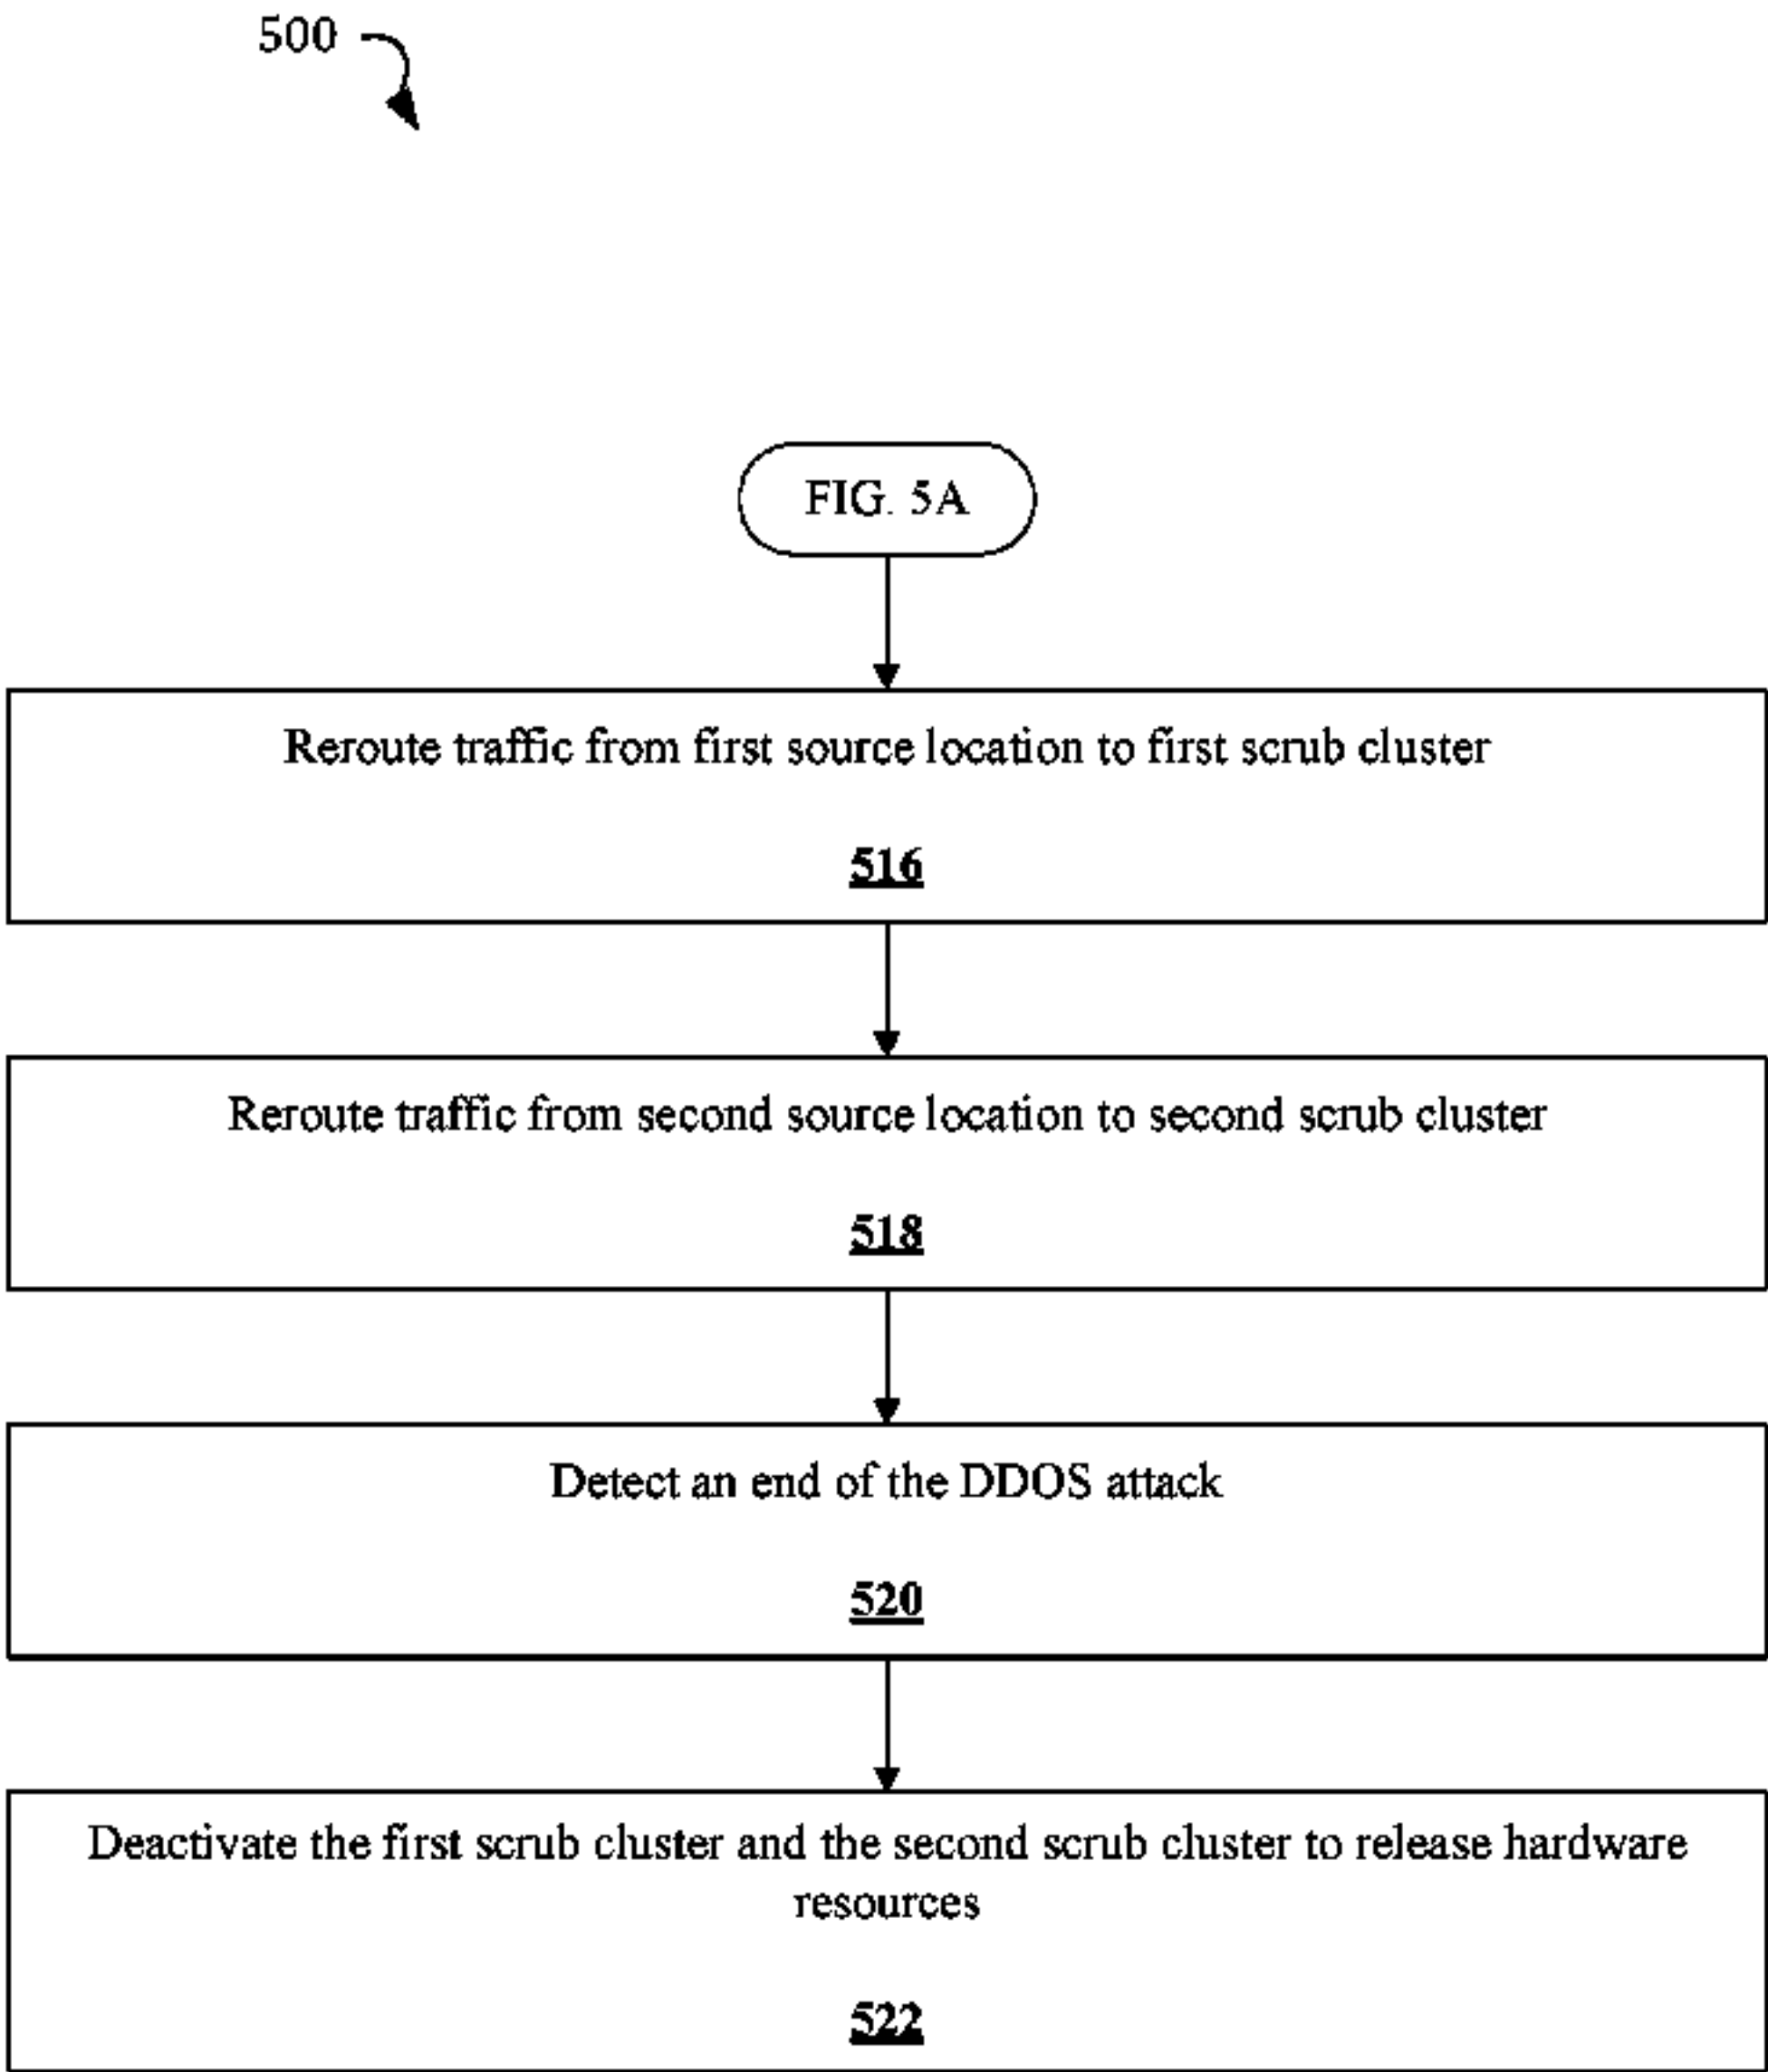 500
FIG. 5A
Reroute traffic from first source location to first scrub cluster
516
Reroute traffic from second source location to second scrub cluster
518
Detect an end of the DDOS attack
520
Deactivate the first scrub cluster and the second scrub cluster to release hardware
resources
522